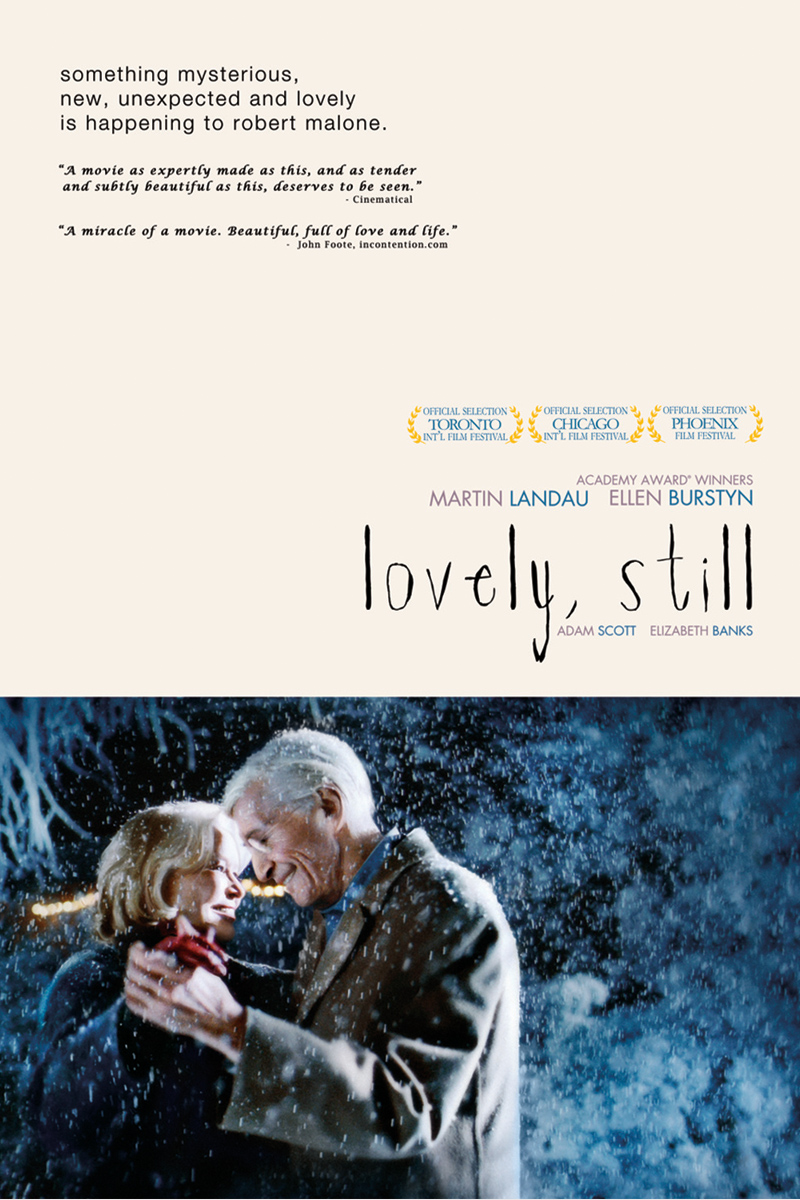 something mysterious,
new, unexpected and lovely
is happening to robert malone.
“A movie as expertly made as this, and as tender
and subtly beautiful as this, deserves to be seen.”
- Cinematical
“A miracle of a movie. Beautiful, full of love and life.”
- John Foote, incontention.com
OFFICIAL SELECTION
TORONTO
INT'L FILM FESTIVAL
OFFICIAL SELECTION
CHICAGO
INT'L FILM FESTIVAL
OFFICIAL SELECTION
PHOENIX
FILM FESTIVAL
ACADEMY AWARD® WINNERS
MARTIN LANDAU ELLEN BURSTYN
lovely, still
ADAM SCOTT ELIZABETH BANKS